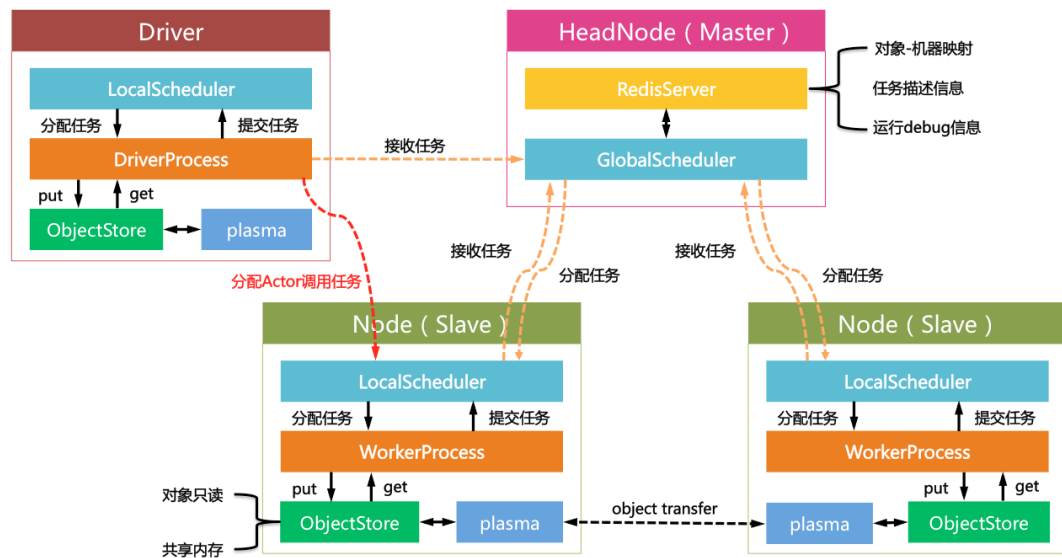 Driver
LocalScheduler
分配任务
提交任务
DriverProcess
put
get
ObjectStore
plasma
HeadNode（Master）
RedisServer
GlobalScheduler
对象-机器映射
任务描述信息
运行debug信息
接收任务
分配Actor调用任务
接收任务
分配任务
接收任务
分配任务
Node（Slave）
LocalScheduler
分配任务
提交任务
WorkerProcess
put
get
ObjectStore
plasma
对象只读
共享内存
object transfer
Node（Slave）
LocalScheduler
分配任务
提交任务
WorkerProcess
put
get
plasma
ObjectStore